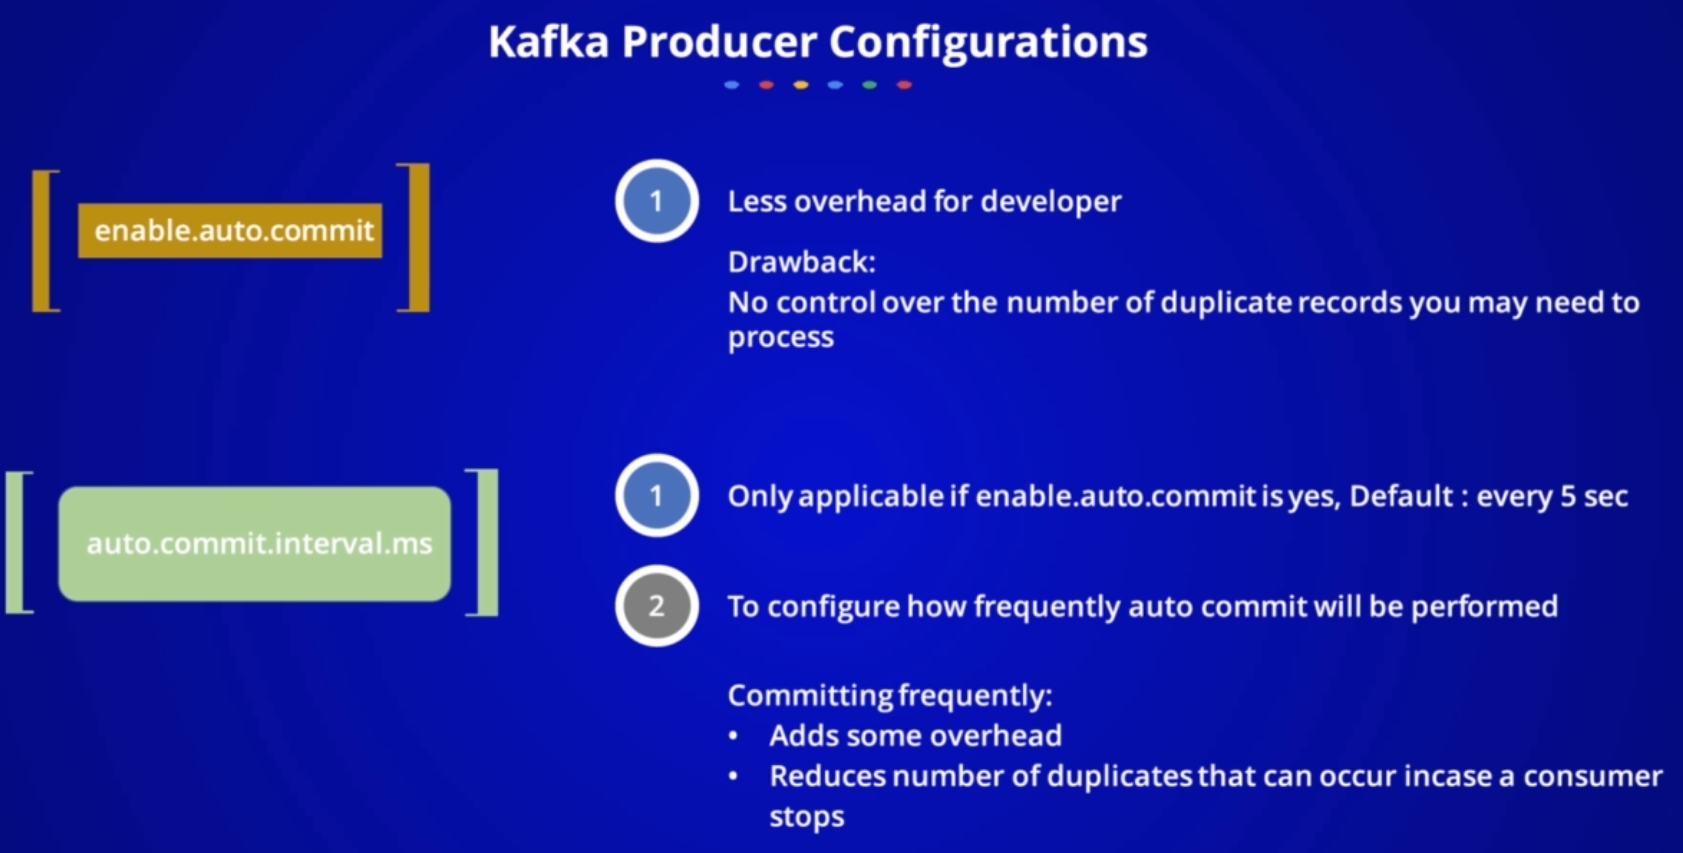 Kafka Producer Configurations
enable.auto.commit
1
Less overhead for developer
Drawback:
No control over the number of duplicate records you may need to
process
auto.commit.interval.ms
1
Only applicable if enable.auto.commit is yes, Default : every 5 sec
2
To configure how frequently auto commit will be performed
Committing frequently:
• Adds some overhead
• Reduces number of duplicates that can occur incase a consumer
stops